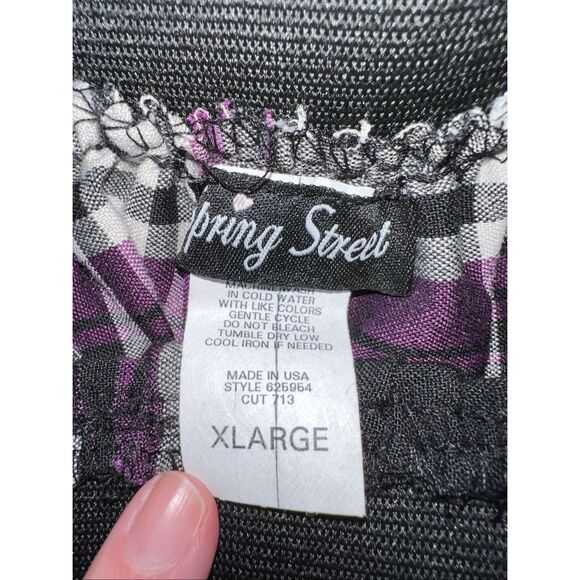 pring Street
MACHINE WASH
IN COLD WATER
WITH LIKE COLORS
GENTLE CYCLE
DO NOT BLEACH
TUMBLE DRY LOW
COOL IRON IF NEEDED
MADE IN USA
STYLE 625954
CUT 713
XLARGE